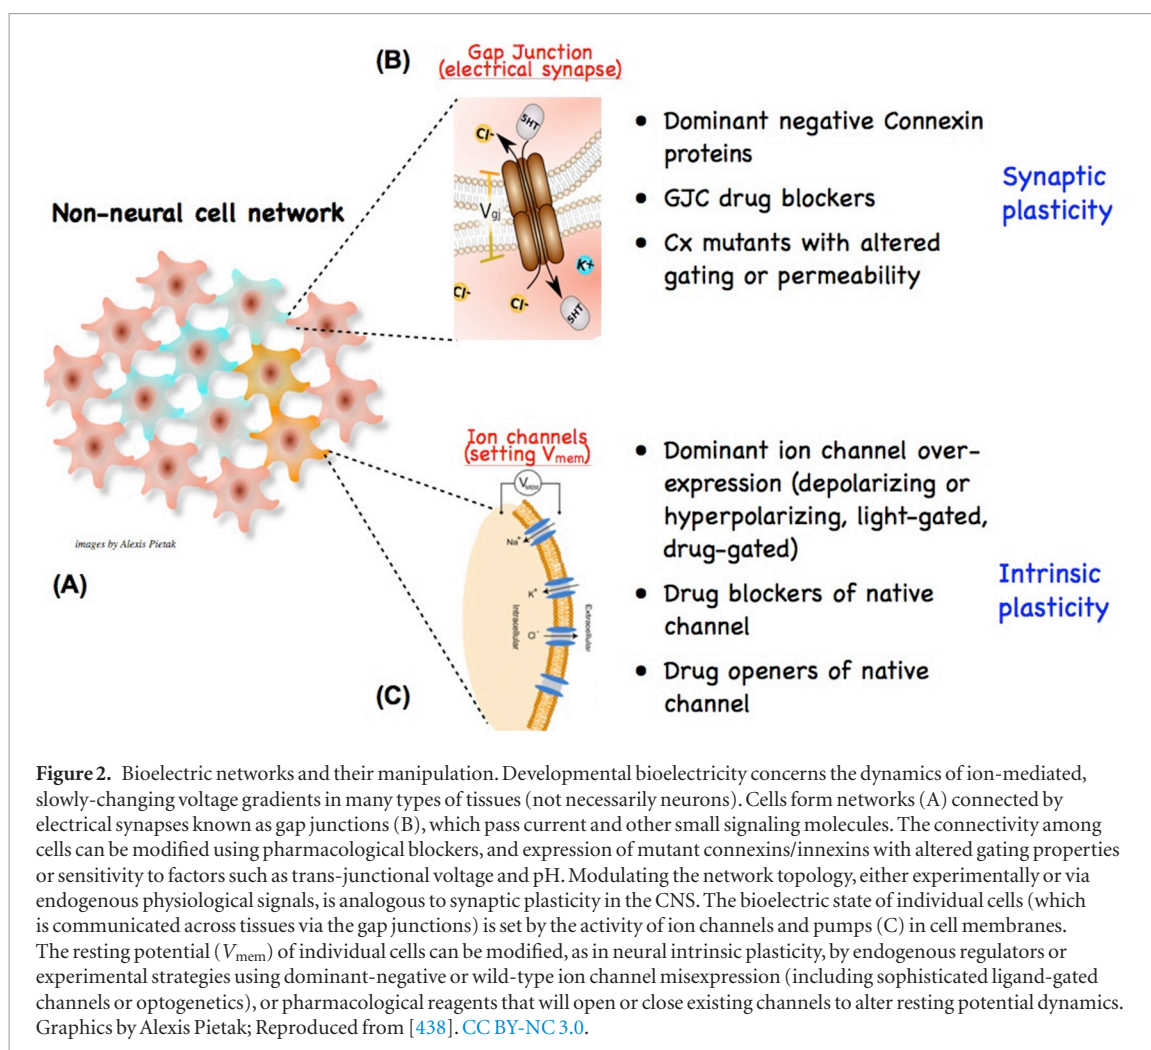 (B)
Gap Junction
(electrical synapse)
5HT
Cl-
Vgj
K+
Cl-
Cl-
5HT
• Dominant negative Connexin
proteins
• GJC drug blockers
• Cx mutants with altered
gating or permeability
Synaptic
plasticity
Non-neural cell network
images by Alexis Pietak
(A)
Ion channels
(setting Vmem)
VMEM
Na+
K+
Cl-
Intracellular
Extracellular
(C)
• Dominant ion channel over-
expression (depolarizing or
hyperpolarizing, light-gated,
drug-gated)
• Drug blockers of native
channel
• Drug openers of native
channel
Intrinsic
plasticity
Figure 2. Bioelectric networks and their manipulation. Developmental bioelectricity concerns the dynamics of ion-mediated,
slowly-changing voltage gradients in many types of tissues (not necessarily neurons). Cells form networks (A) connected by
electrical synapses known as gap junctions (B), which pass current and other small signaling molecules. The connectivity among
cells can be modified using pharmacological blockers, and expression of mutant connexins/innexins with altered gating properties
or sensitivity to factors such as trans-junctional voltage and pH. Modulating the network topology, either experimentally or via
endogenous physiological signals, is analogous to synaptic plasticity in the CNS. The bioelectric state of individual cells (which
is communicated across tissues via the gap junctions) is set by the activity of ion channels and pumps (C) in cell membranes.
The resting potential (Vmem) of individual cells can be modified, as in neural intrinsic plasticity, by endogenous regulators or
experimental strategies using dominant-negative or wild-type ion channel misexpression (including sophisticated ligand-gated
channels or optogenetics), or pharmacological reagents that will open or close existing channels to alter resting potential dynamics.
Graphics by Alexis Pietak; Reproduced from [438]. CC BY-NC 3.0.